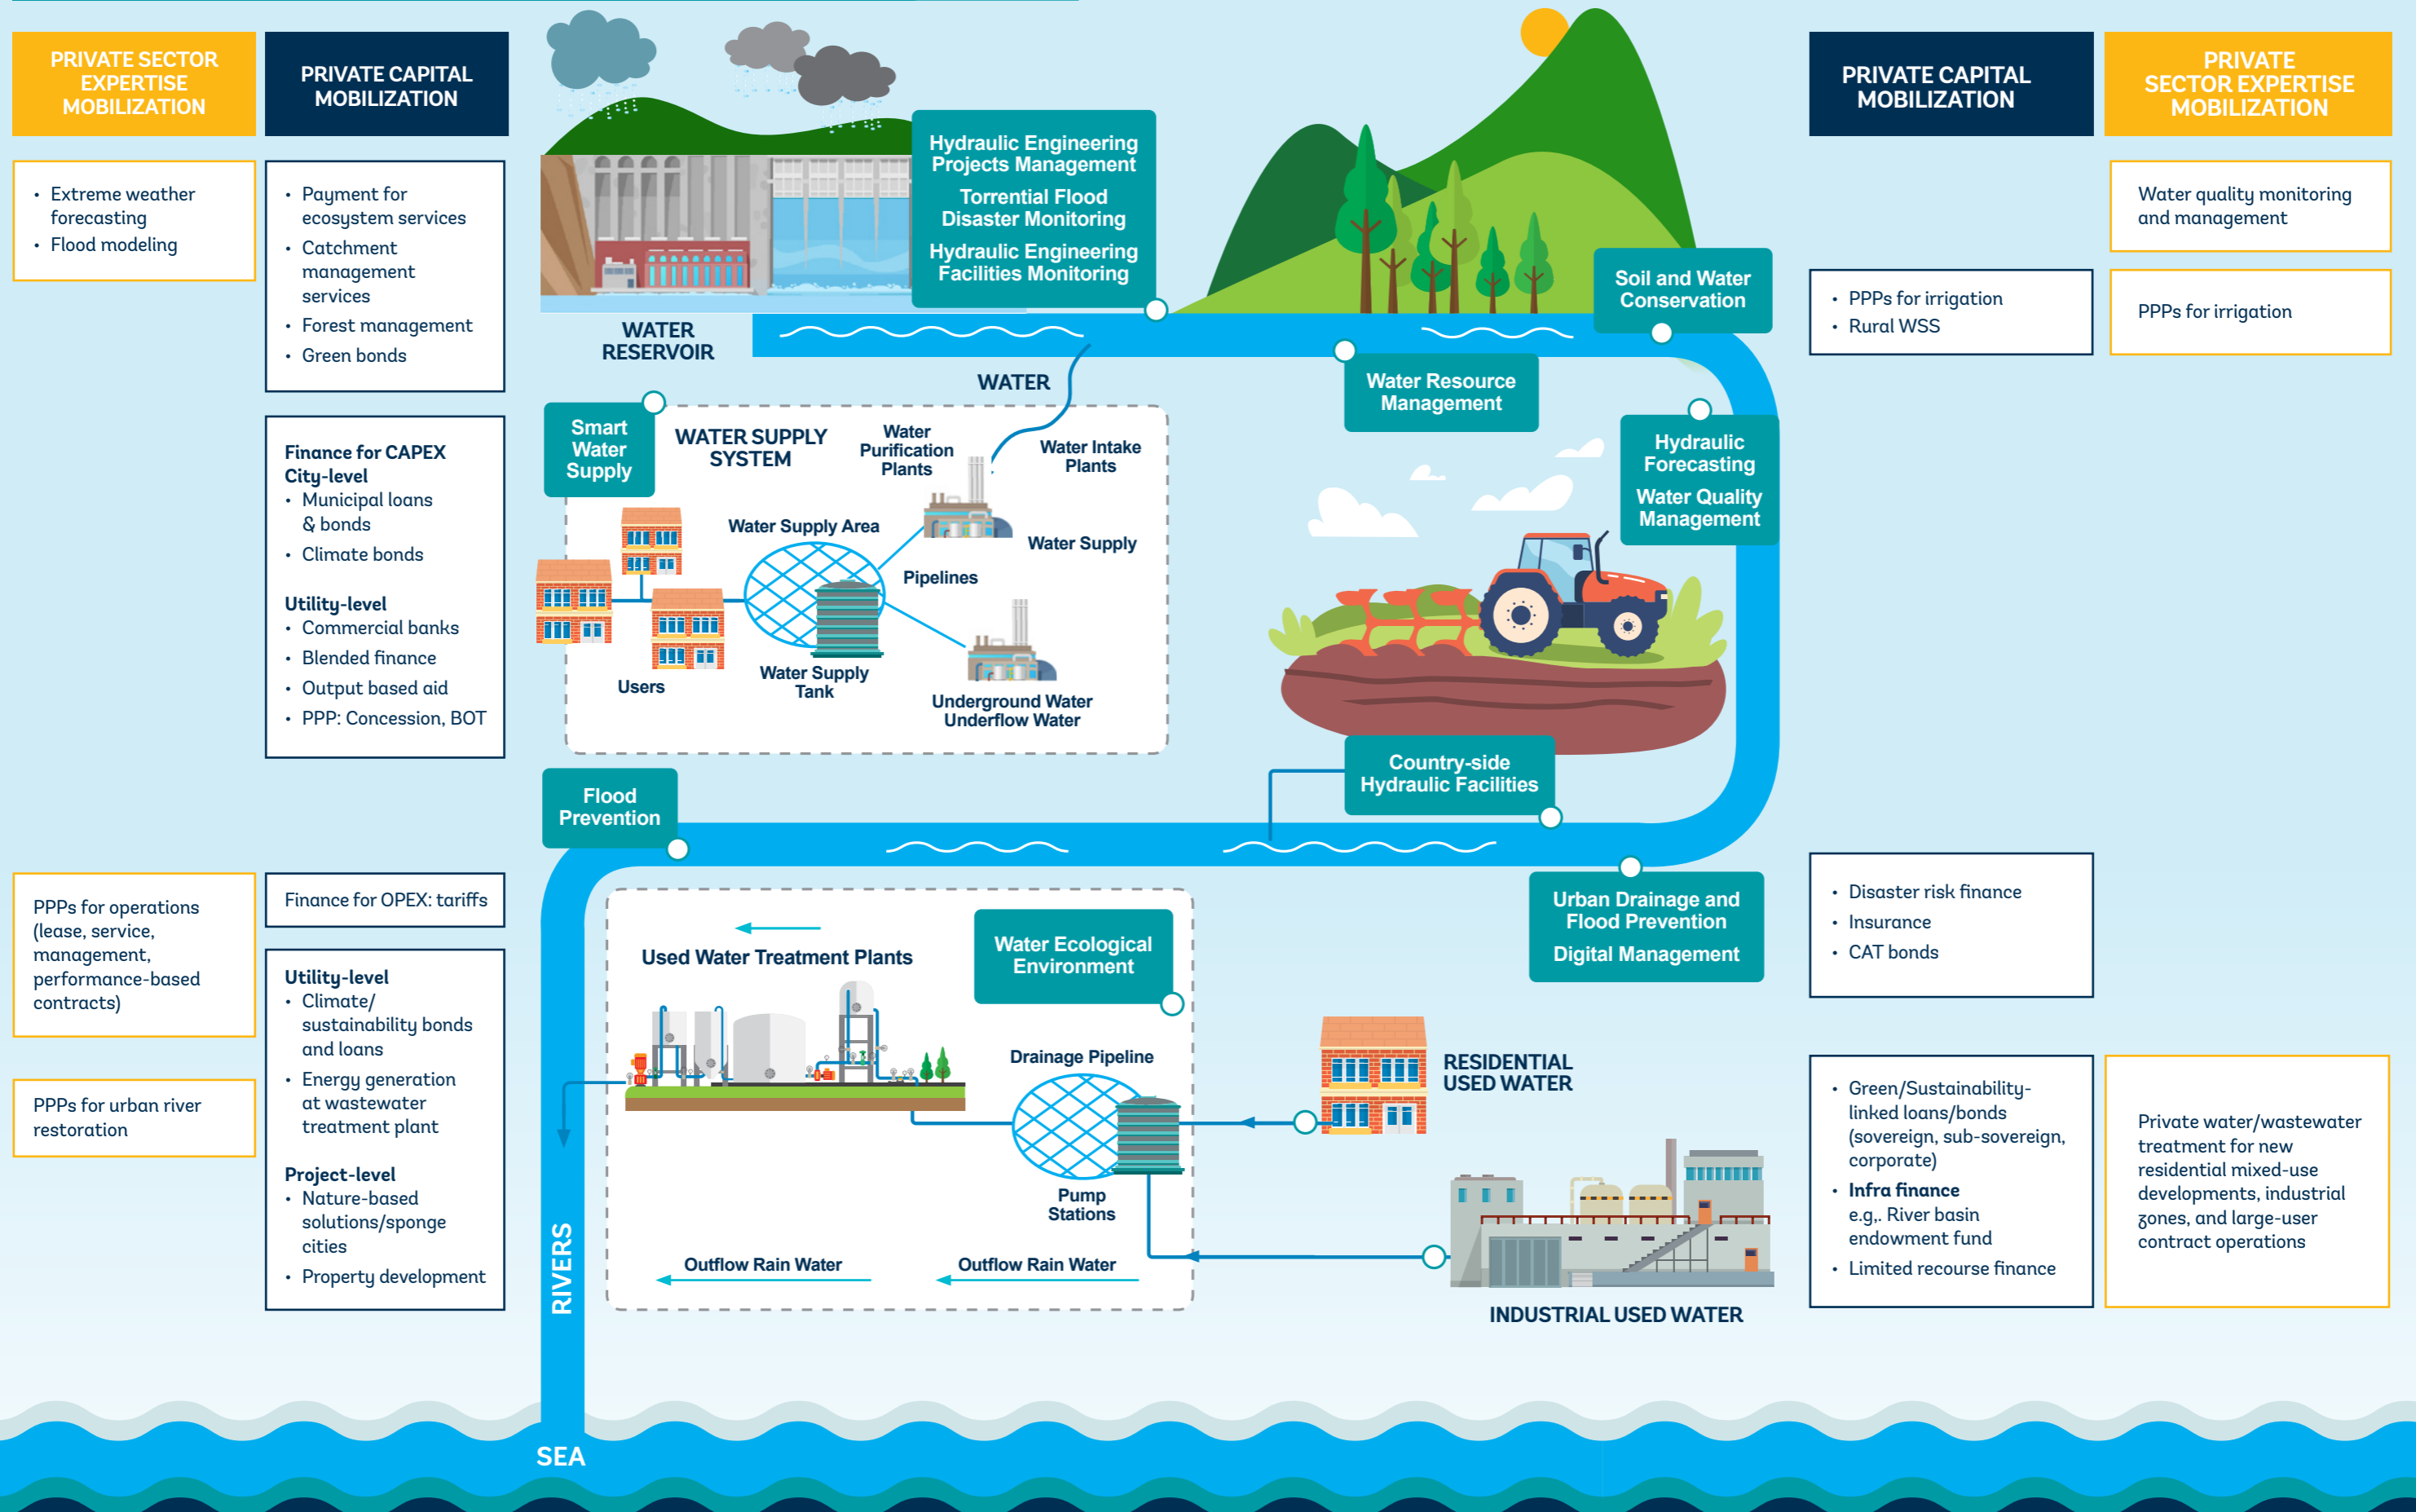 PRIVATE SECTOR
EXPERTISE
MOBILIZATION
PRIVATE CAPITAL
MOBILIZATION
• Extreme weather
forecasting
• Flood modeling
• Payment for
ecosystem services
• Catchment
management
services
• Forest management
• Green bonds
Finance for CAPEX
City-level
• Municipal loans
& bonds
• Climate bonds
Utility-level
• Commercial banks
• Blended finance
• Output based aid
• PPP: Concession, BOT
PPPs for operations
(lease, service,
management,
performance-based
contracts)
PPPs for urban river
restoration
Finance for OPEX: tariffs
Utility-level
• Climate/
sustainability bonds
and loans
• Energy generation
at wastewater
treatment plant
Project-level
• Nature-based
solutions/sponge
cities
• Property development
Hydraulic Engineering
Projects Management
Torrential Flood
Disaster Monitoring
Hydraulic Engineering
Facilities Monitoring
WATER
RESERVOIR
WATER
Soil and Water
Conservation
Water Resource
Management
Hydraulic
Forecasting
Water Quality
Management
Smart
Water
Supply
WATER SUPPLY
SYSTEM
Water
Purification
Plants
Water Intake
Plants
Water Supply Area
Water Supply
Pipelines
Users
Water Supply
Tank
Underground Water
Underflow Water
Country-side
Hydraulic Facilities
Flood
Prevention
Urban Drainage and
Flood Prevention
Digital Management
Used Water Treatment Plants
Water Ecological
Environment
Drainage Pipeline
Pump
Stations
Outflow Rain Water
Outflow Rain Water
RESIDENTIAL
USED WATER
INDUSTRIAL USED WATER
RIVERS
SEA
PRIVATE CAPITAL
MOBILIZATION
PRIVATE
SECTOR EXPERTISE
MOBILIZATION
Water quality monitoring
and management
• PPPs for irrigation
• Rural WSS
PPPs for irrigation
• Disaster risk finance
• Insurance
• CAT bonds
• Green/Sustainability-
linked loans/bonds
(sovereign, sub-sovereign,
corporate)
• Infra finance
e.g,. River basin
endowment fund
• Limited recourse finance
Private water/wastewater
treatment for new
residential mixed-use
developments, industrial
zones, and large-user
contract operations